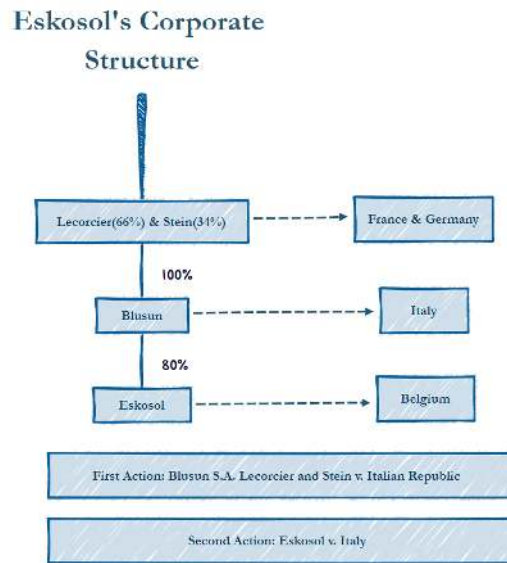 Eskosol's Corporate
Structure
Lecorcier(66%) & Stein(34%)
France & Germany
100%
Blusun
Italy
80%
Eskosol
Belgium
First Action: Blusun S.A. Lecorcier and Stein v. Italian Republic
Second Action: Eskosol v. Italy